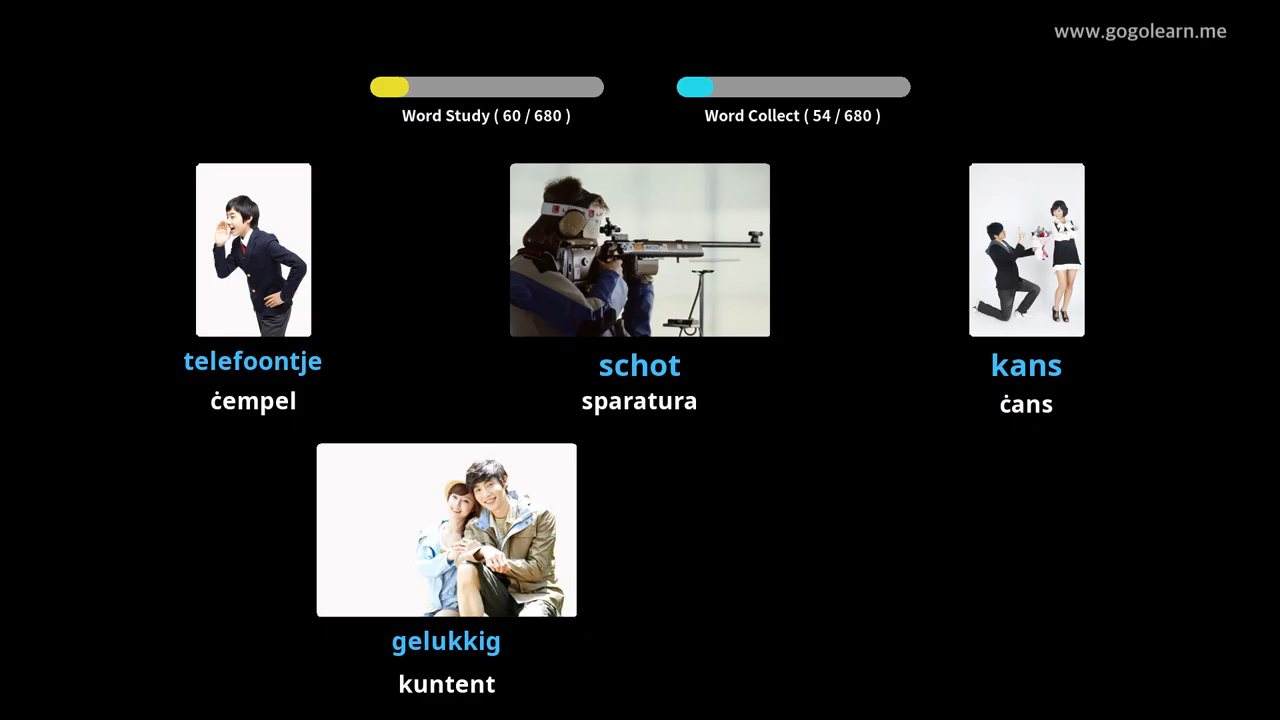 www.gogolearn.me
Word Study ( 60 / 680 )
Word Collect ( 54 / 680 )
telefoontje
ċempel
schot
sparatura
kans
ċans
gelukkig
kuntent